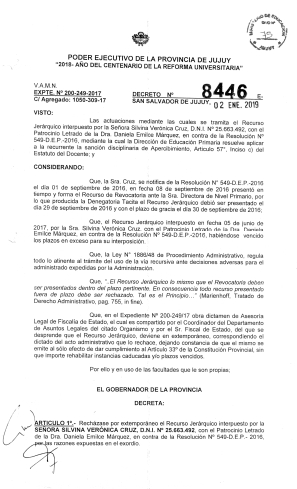 PODER EJECUTIVO DE LA PROVINCIA DE JUJUY
"2018- AÑO DEL CENTENARIO DE LA REFORMA UNIVERSITARIA"
V.A.M.N.
EXPTE. Nº 200-249-2017
C/ Agregado: 1050-309-17
DECRETO Nº 8446 E.-
SAN SALVADOR DE JUJUY, 02 ENE. 2019
VISTO:
Las actuaciones mediante las cuales se tramita el Recurso
Jerárquico interpuesto por la Señora Silvina Verónica Cruz, D.N.I. Nº 25.663.492, con el
Patrocinio Letrado de la Dra. Daniela Emilce Márquez, en contra de la Resolución Nº
549-D.E.P.-2016, mediante la cual la Dirección de Educación Primaria resuelve aplicar
a la recurrente la sanción disciplinaria de Apercibimiento, Artículo 57°, Inciso c) del
Estatuto del Docente; y
CONSIDERANDO:
Que, la Sra. Cruz, se notifica de la Resolución Nº 549-D.E.P.-2016
el día 01 de septiembre de 2016, en fecha 08 de septiembre de 2016 presentó en
tiempo y forma el Recurso de Revocatoria ante la Sra. Directora de Nivel Primario, por
lo que producida la Denegatoria Tácita el Recurso Jerárquico debió ser presentado el
día 29 de septiembre de 2016 y con el plazo de gracia el día 30 de septiembre de 2016;
Que, el Recurso Jerárquico interpuesto en fecha 05 de junio de
2017, por la Sra. Silvina Verónica Cruz, con el Patrocinio Letrado de la Dra. Daniela
Emilce Márquez, en contra de la Resolución Nº 549-D.E.P.-2016, habiéndose vencido
los plazos en exceso para su interposición;
Que, la Ley Nº 1886/48 de Procedimiento Administrativo, regula
todo lo atinente al trámite del uso de la vía recursiva ante decisiones adversas para el
administrado expedidas por la Administración.
Que, "..El Recurso Jerárquico lo mismo que el Revocatoria deben
ser presentados dentro del plazo pertinente. En consecuencia todo recurso presentado
fuera de plazo debe ser rechazado. Tal es el Principio..." (Marienhoff, Tratado de
Derecho Administrativo, pag. 755, in fine).
Que, en el Expediente Nº 200-249/17 obra dictamen de Asesoría
Legal de Fiscalía de Estado, el cual es compartido por el Coordinador del Departamento
de Asuntos Legales del citado Organismo y por el Sr. Fiscal de Estado, del que se
desprende que el Recurso Jerárquico, deviene en extemporáneo, correspondiendo el
dictado del acto administrativo que lo rechace, dejando constancia de que el mismo se
emite al sólo efecto de dar cumplimiento al Artículo 33º de la Constitución Provincial, sin
que importe rehabilitar instancias caducadas y/o plazos vencidos.
Por ello y en uso de las facultades que le son propias;
EL GOBERNADOR DE LA PROVINCIA
DECRETA:
ARTICULO 1º.- Recházase por extemporáneo el Recurso Jerárquico interpuesto por la
SEÑORA SILVINA VERÓNICA CRUZ, D.N.I. Nº 25.663.492, con el Patrocinio Letrado
de la Dra. Daniela Emilce Márquez, en contra de la Resolución Nº 549-D.E.P.- 2016,
por las razones expuestas en el exordio.